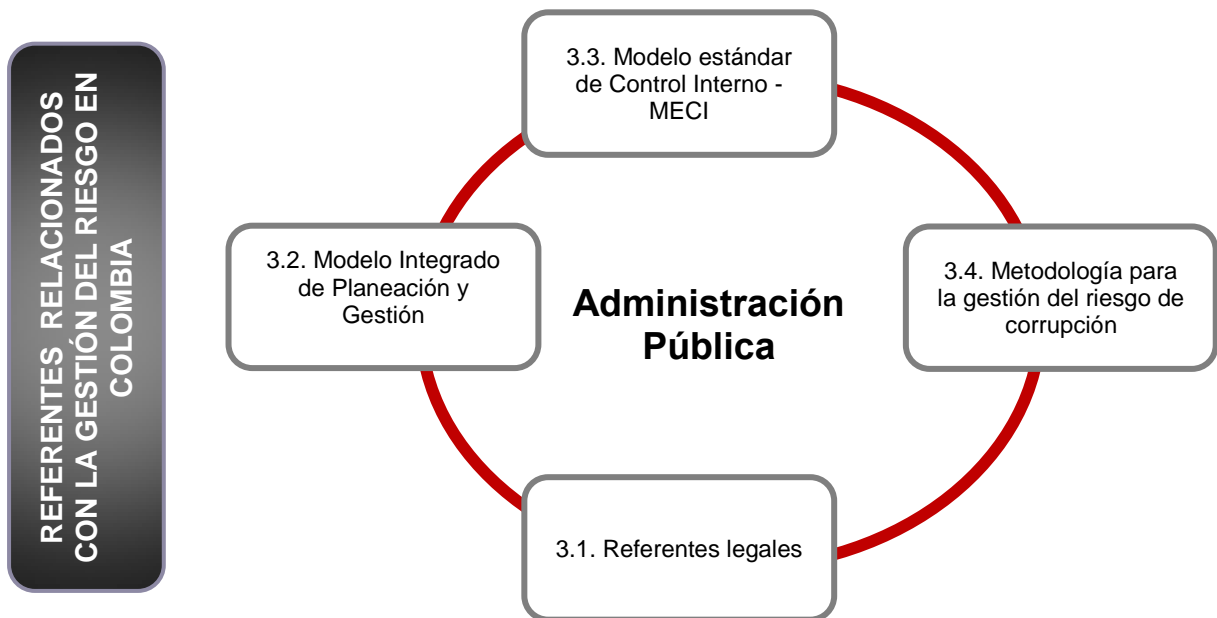 REFERENTES RELACIONADOS
CON LA GESTIÓN DEL RIESGO EN
COLOMBIA
3.3. Modelo estándar
de Control Interno -
MECI
3.2. Modelo Integrado
de Planeación y
Gestión
Administración
Pública
3.4. Metodología para
la gestión del riesgo de
corrupción
3.1. Referentes legales